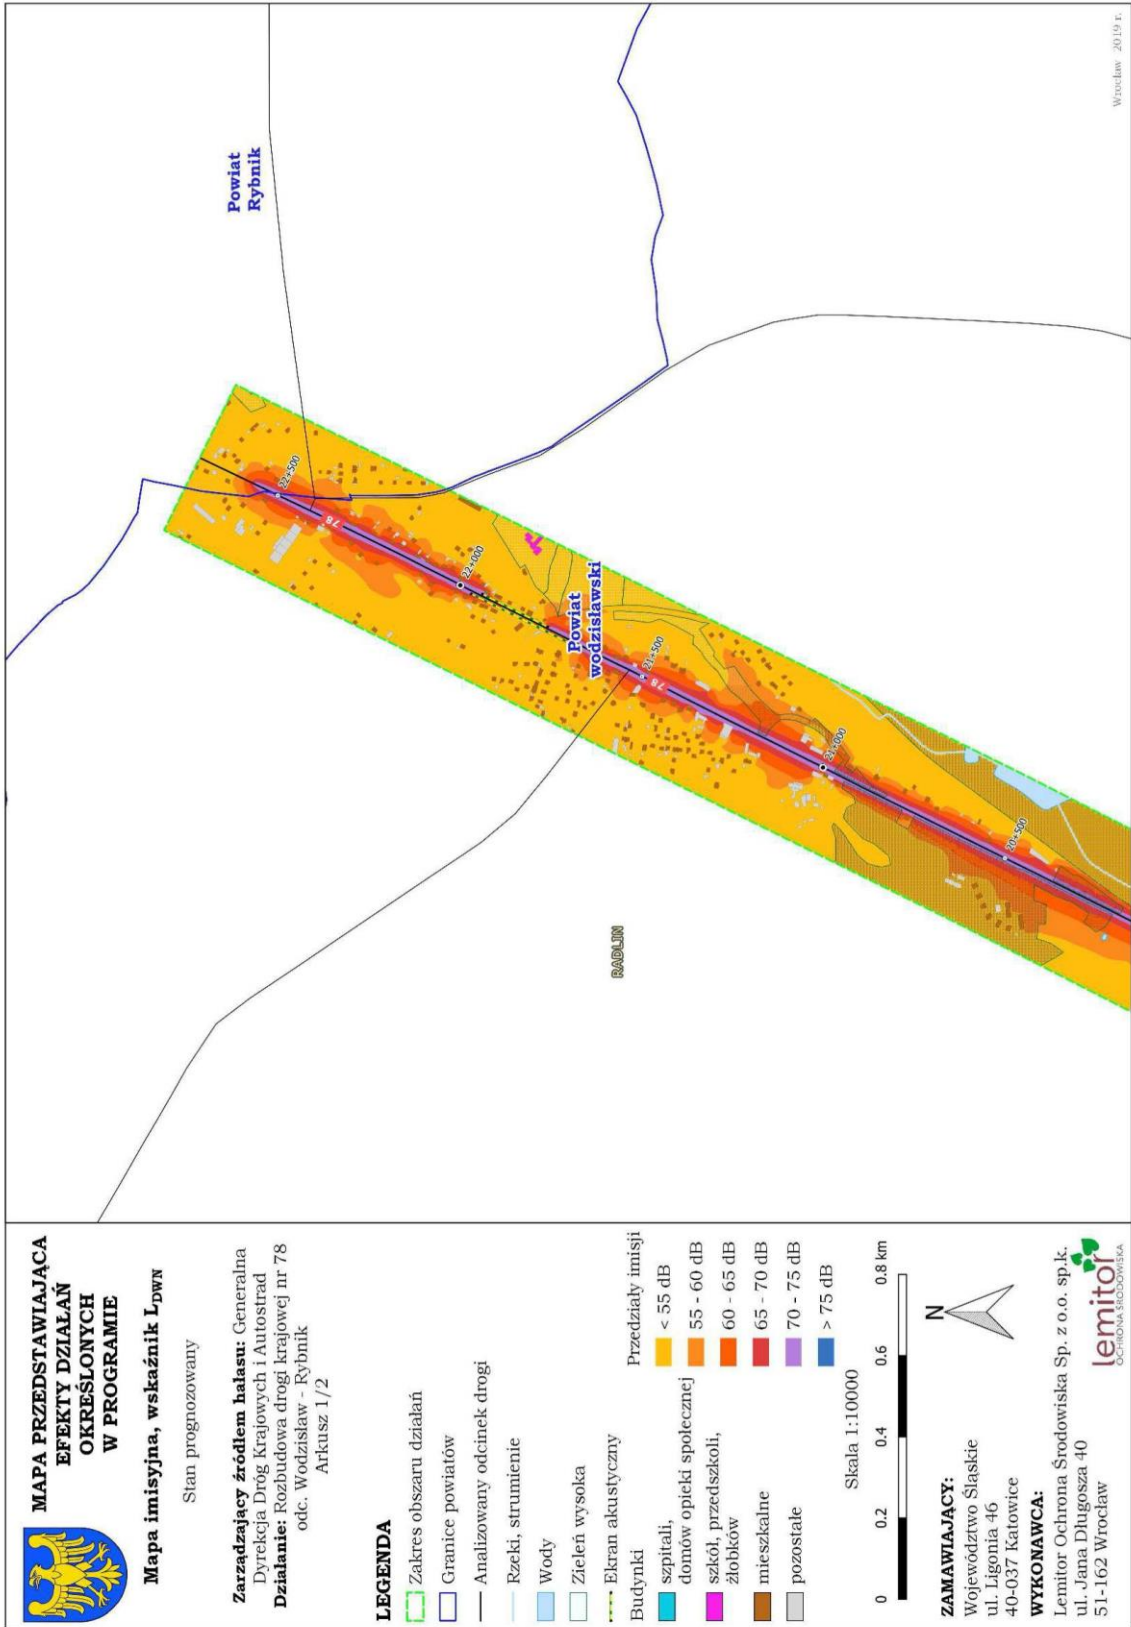 MAPA PRZEDSTAWIAJĄCA
EFEKTY DZIAŁAŃ
OKREŚLONYCH
W PROGRAMIE
Mapa imisyjna, wskaźnik LDWN
Stan prognozowany
Zarządzający źródłem hałasu: Generalna
Dyrekcja Dróg Krajowych i Autostrad
Działanie: Rozbudowa drogi krajowej nr 78
odc. Wodzisław - Rybnik
Arkusz 1/2
LEGENDA
Zakres obszaru działań
Granice powiatów
Analizowany odcinek drogi
Rzeki, strumienie
Wody
Zieleń wysoka
Ekran akustyczny
Budynki
szpitali,
domów opieki społecznej
szkół, przedszkoli,
żłobków
mieszkalne
pozostałe
Przedziały imisji
< 55 dB
55 - 60 dB
60 - 65 dB
65 - 70 dB
70 - 75 dB
> 75 dB
Skala 1:10000
0 0.2 0.4 0.6 0.8 km
N
ZAMAWIAJĄCY:
Województwo Śląskie
ul. Ligonia 46
40-037 Katowice
WYKONAWCA:
Lemitor Ochrona Środowiska Sp. z o.o. sp.k.
ul. Jana Długosza 40
51-162 Wrocław
lemitor
OCHRONA ŚRODOWISKA
Powiat
Rybnik
22+500
78
22+000
Powiat
wodzisławski
21+500
78
21+000
20+500
RADLIN
Wrocław 2019 r.